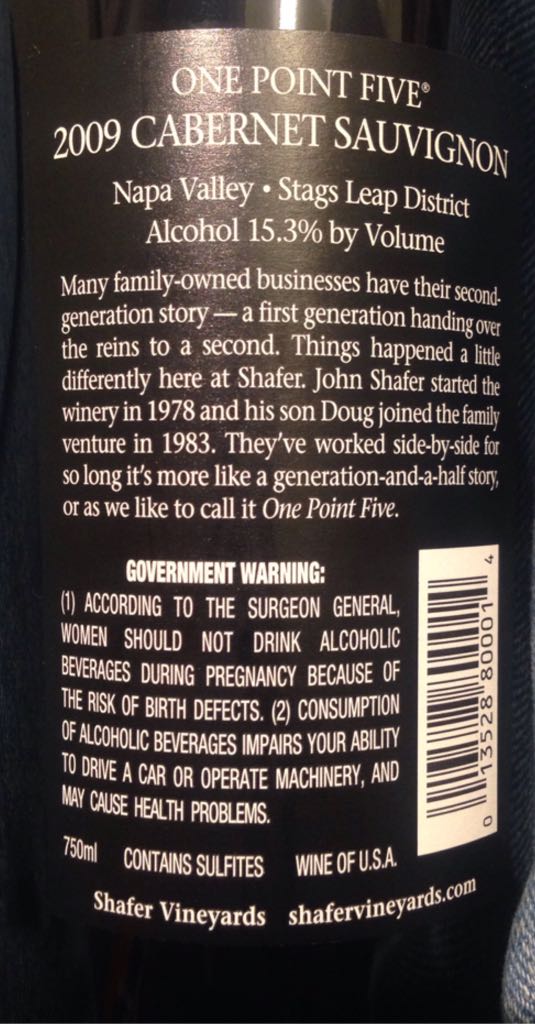 ONE POINT FIVE®
2009 CABERNET SAUVIGNON
Napa Valley • Stags Leap District
Alcohol 15.3% by Volume
Many family-owned businesses have their second-
generation story — a first generation handing over
the reins to a second. Things happened a little
differently here at Shafer. John Shafer started the
winery in 1978 and his son Doug joined the family
venture in 1983. They've worked side-by-side for
so long it's more like a generation-and-a-half story,
or as we like to call it One Point Five.
GOVERNMENT WARNING:
(1) ACCORDING TO THE SURGEON GENERAL,
WOMEN SHOULD NOT DRINK ALCOHOLIC
BEVERAGES DURING PREGNANCY BECAUSE OF
THE RISK OF BIRTH DEFECTS. (2) CONSUMPTION
OF ALCOHOLIC BEVERAGES IMPAIRS YOUR ABILITY
TO DRIVE A CAR OR OPERATE MACHINERY, AND
MAY CAUSE HEALTH PROBLEMS.
0 13528 80001 4
750ml CONTAINS SULFITES WINE OF U.S.A.
Shafer Vineyards shafervineyards.com